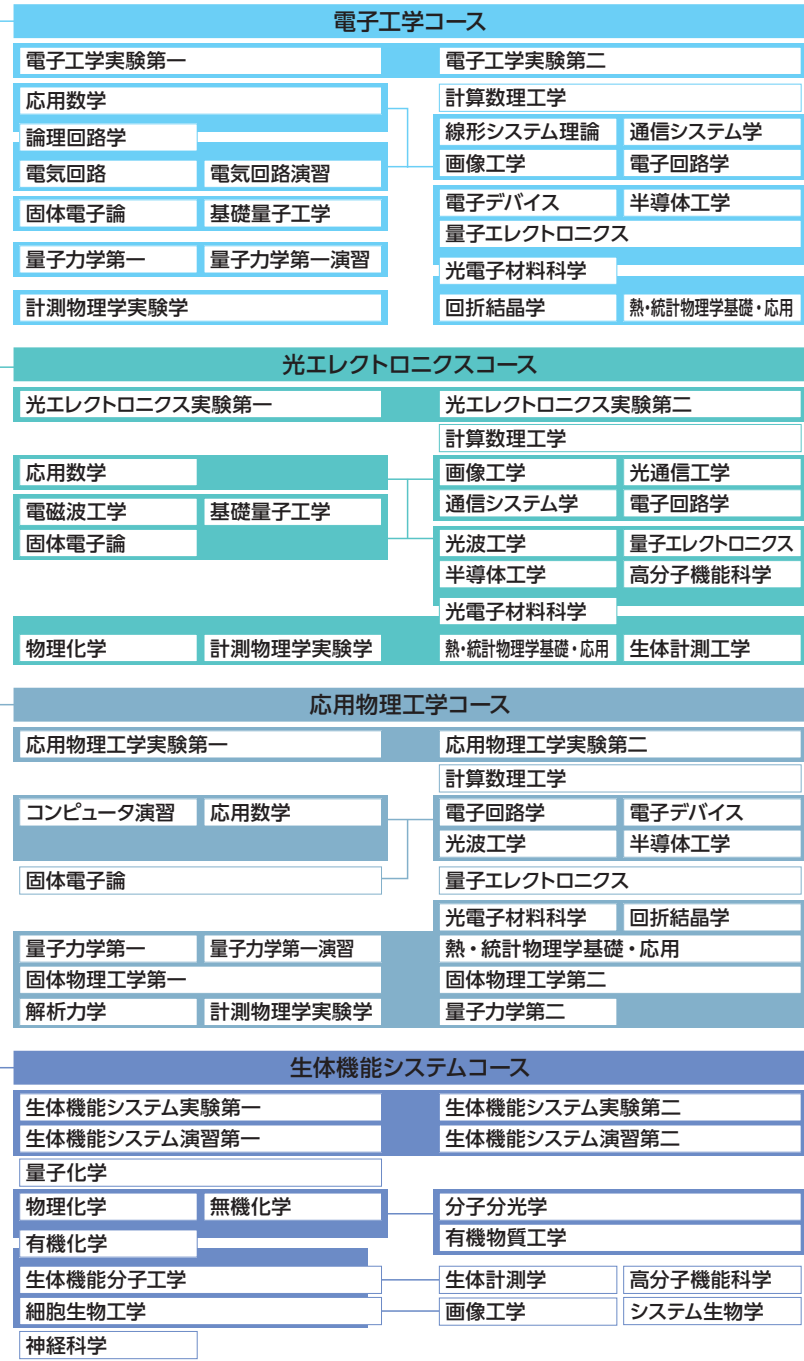 電子工学コース
電子工学実験第一 電子工学実験第二
応用数学 計算数理工学
論理回路学 線形システム理論 通信システム学
電気回路 電気回路演習 画像工学 電子回路学
固体電子論 基礎量子工学 電子デバイス 半導体工学
量子エレクトロニクス
量子力学第一 量子力学第一演習 光電子材料科学
計測物理学実験学 回折結晶学 熱・統計物理学基礎・応用
光エレクトロニクスコース
光エレクトロニクス実験第一 光エレクトロニクス実験第二
計算数理工学
応用数学 画像工学 光通信工学
電磁波工学 基礎量子工学 通信システム学 電子回路学
固体電子論 光波工学 量子エレクトロニクス
半導体工学 高分子機能科学
光電子材料科学
物理化学 計測物理学実験学 熱・統計物理学基礎・応用 生体計測工学
応用物理工学コース
応用物理工学実験第一 応用物理工学実験第二
計算数理工学
コンピュータ演習 応用数学 電子回路学 電子デバイス
光波工学 半導体工学
固体電子論 量子エレクトロニクス
光電子材料科学 回折結晶学
量子力学第一 量子力学第一演習 熱・統計物理学基礎・応用
固体物理工学第一 固体物理工学第二
解析力学 計測物理学実験学 量子力学第二
生体機能システムコース
生体機能システム実験第一 生体機能システム実験第二
生体機能システム演習第一 生体機能システム演習第二
量子化学
物理化学 無機化学 分子分光学
有機化学 有機物質工学
生体機能分子工学 生体計測学 高分子機能科学
細胞生物工学 画像工学 システム生物学
神経科学